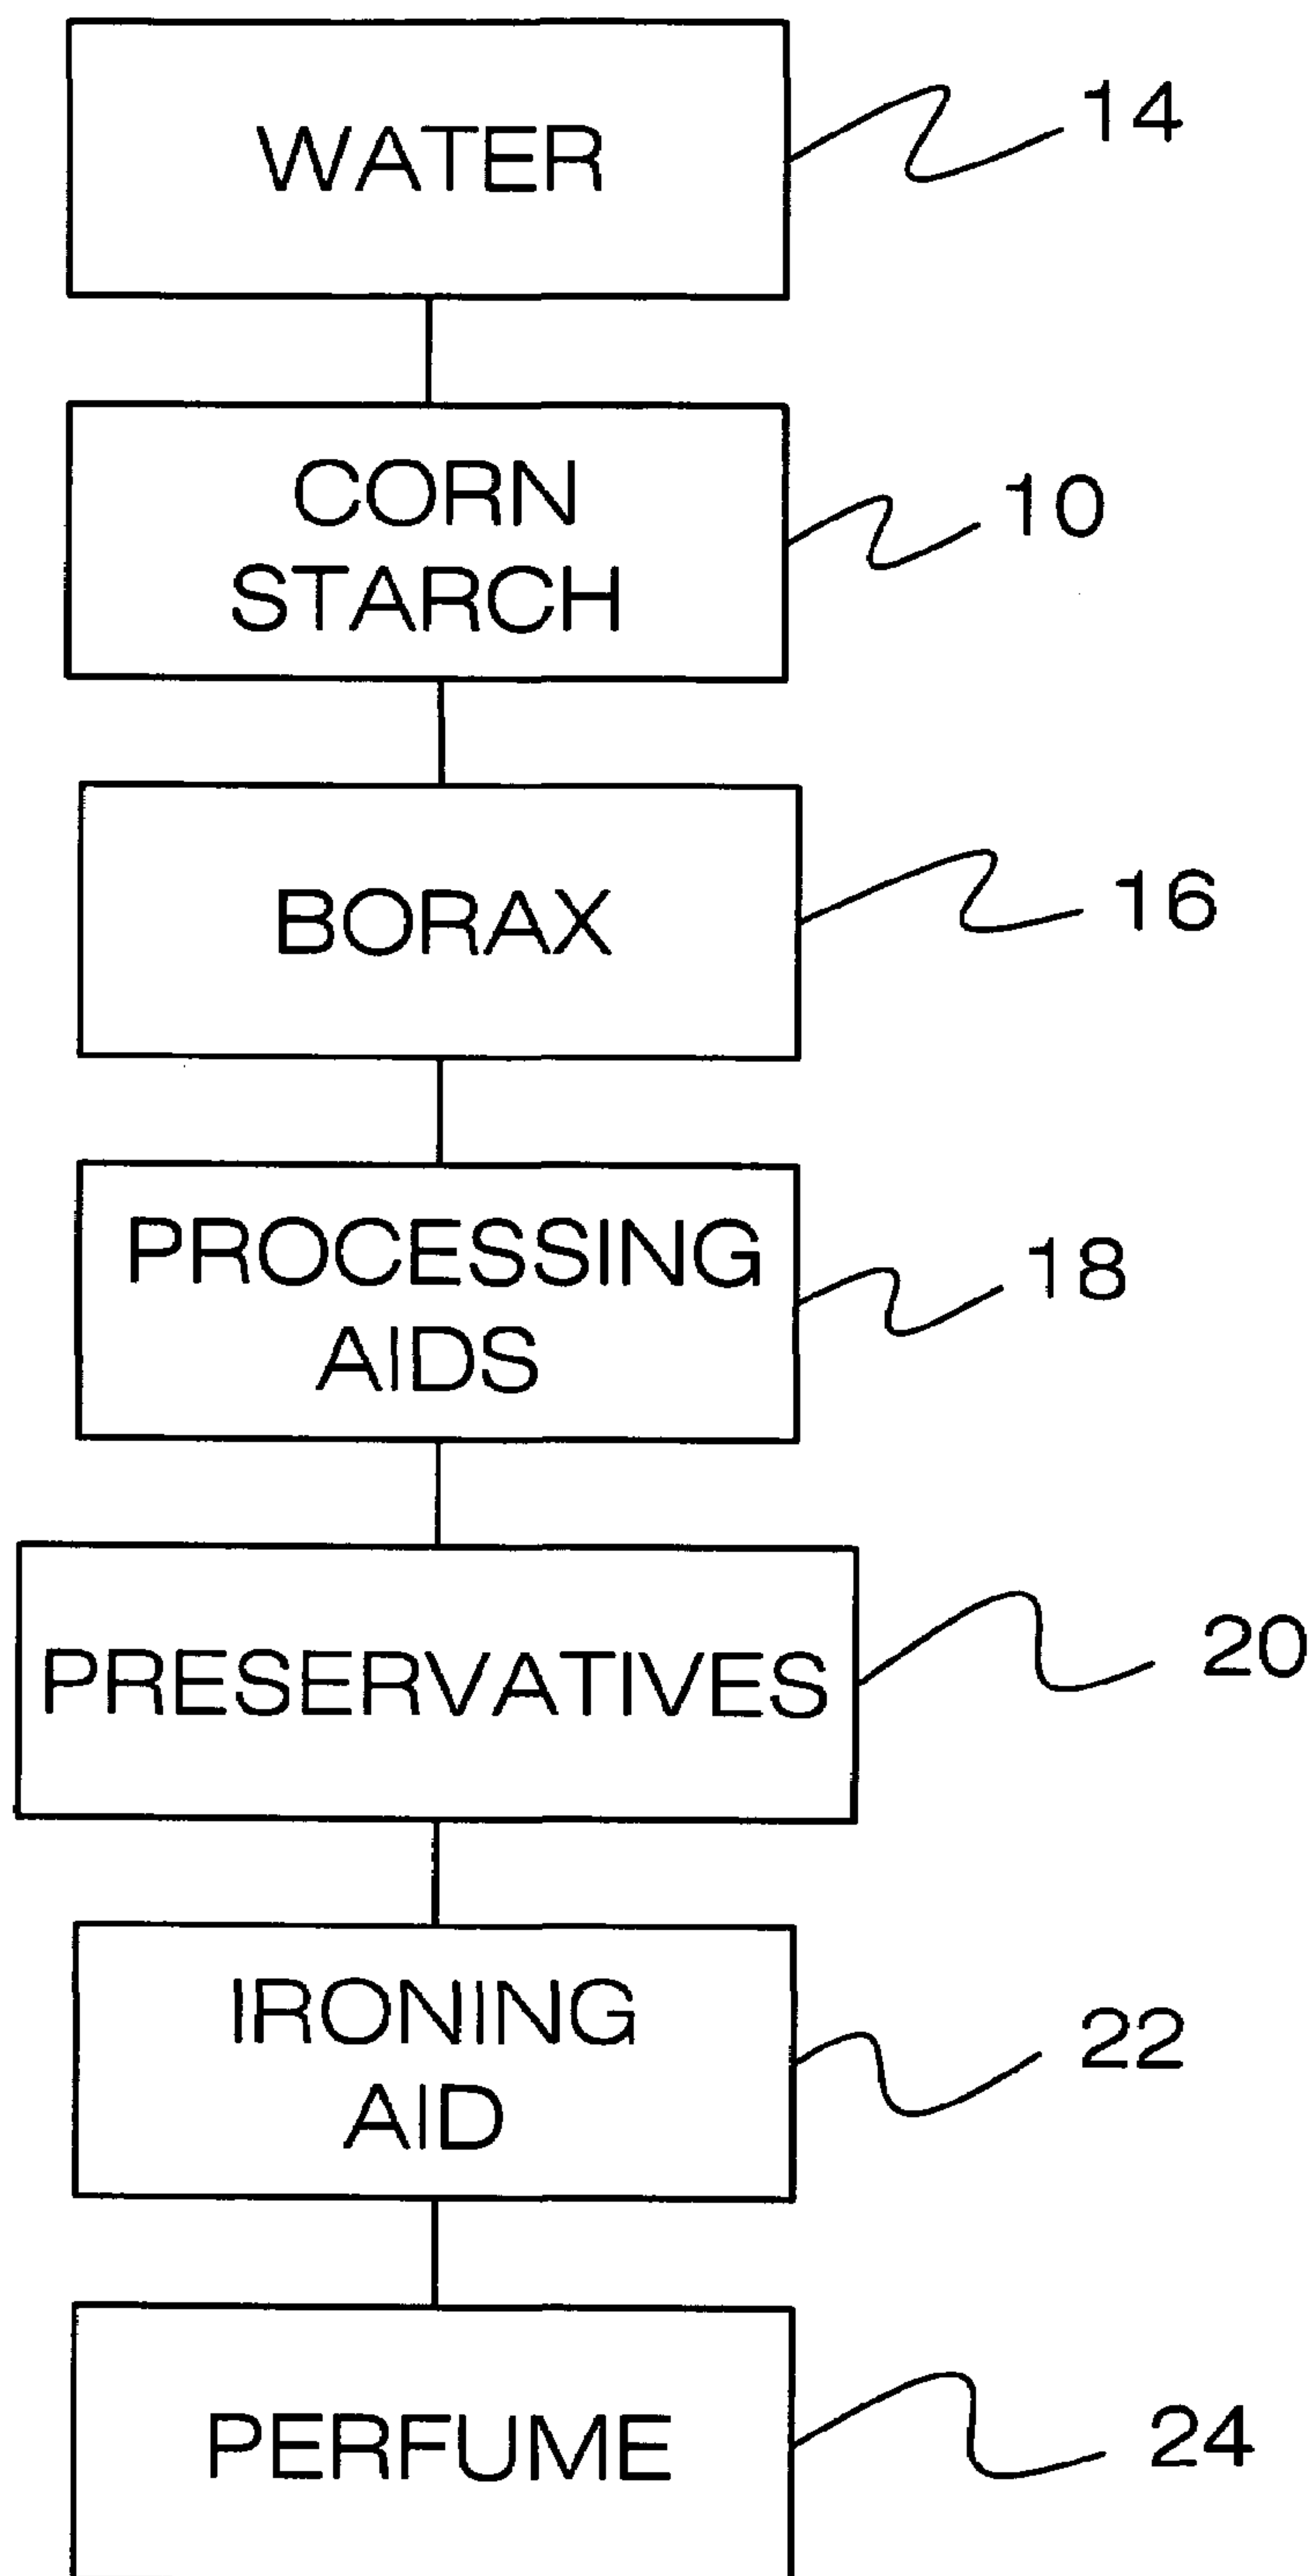 WATER
14
CORN
STARCH
10
BORAX
16
PROCESSING
AIDS
18
PRESERVATIVES
20
IRONING
AID
22
PERFUME
24